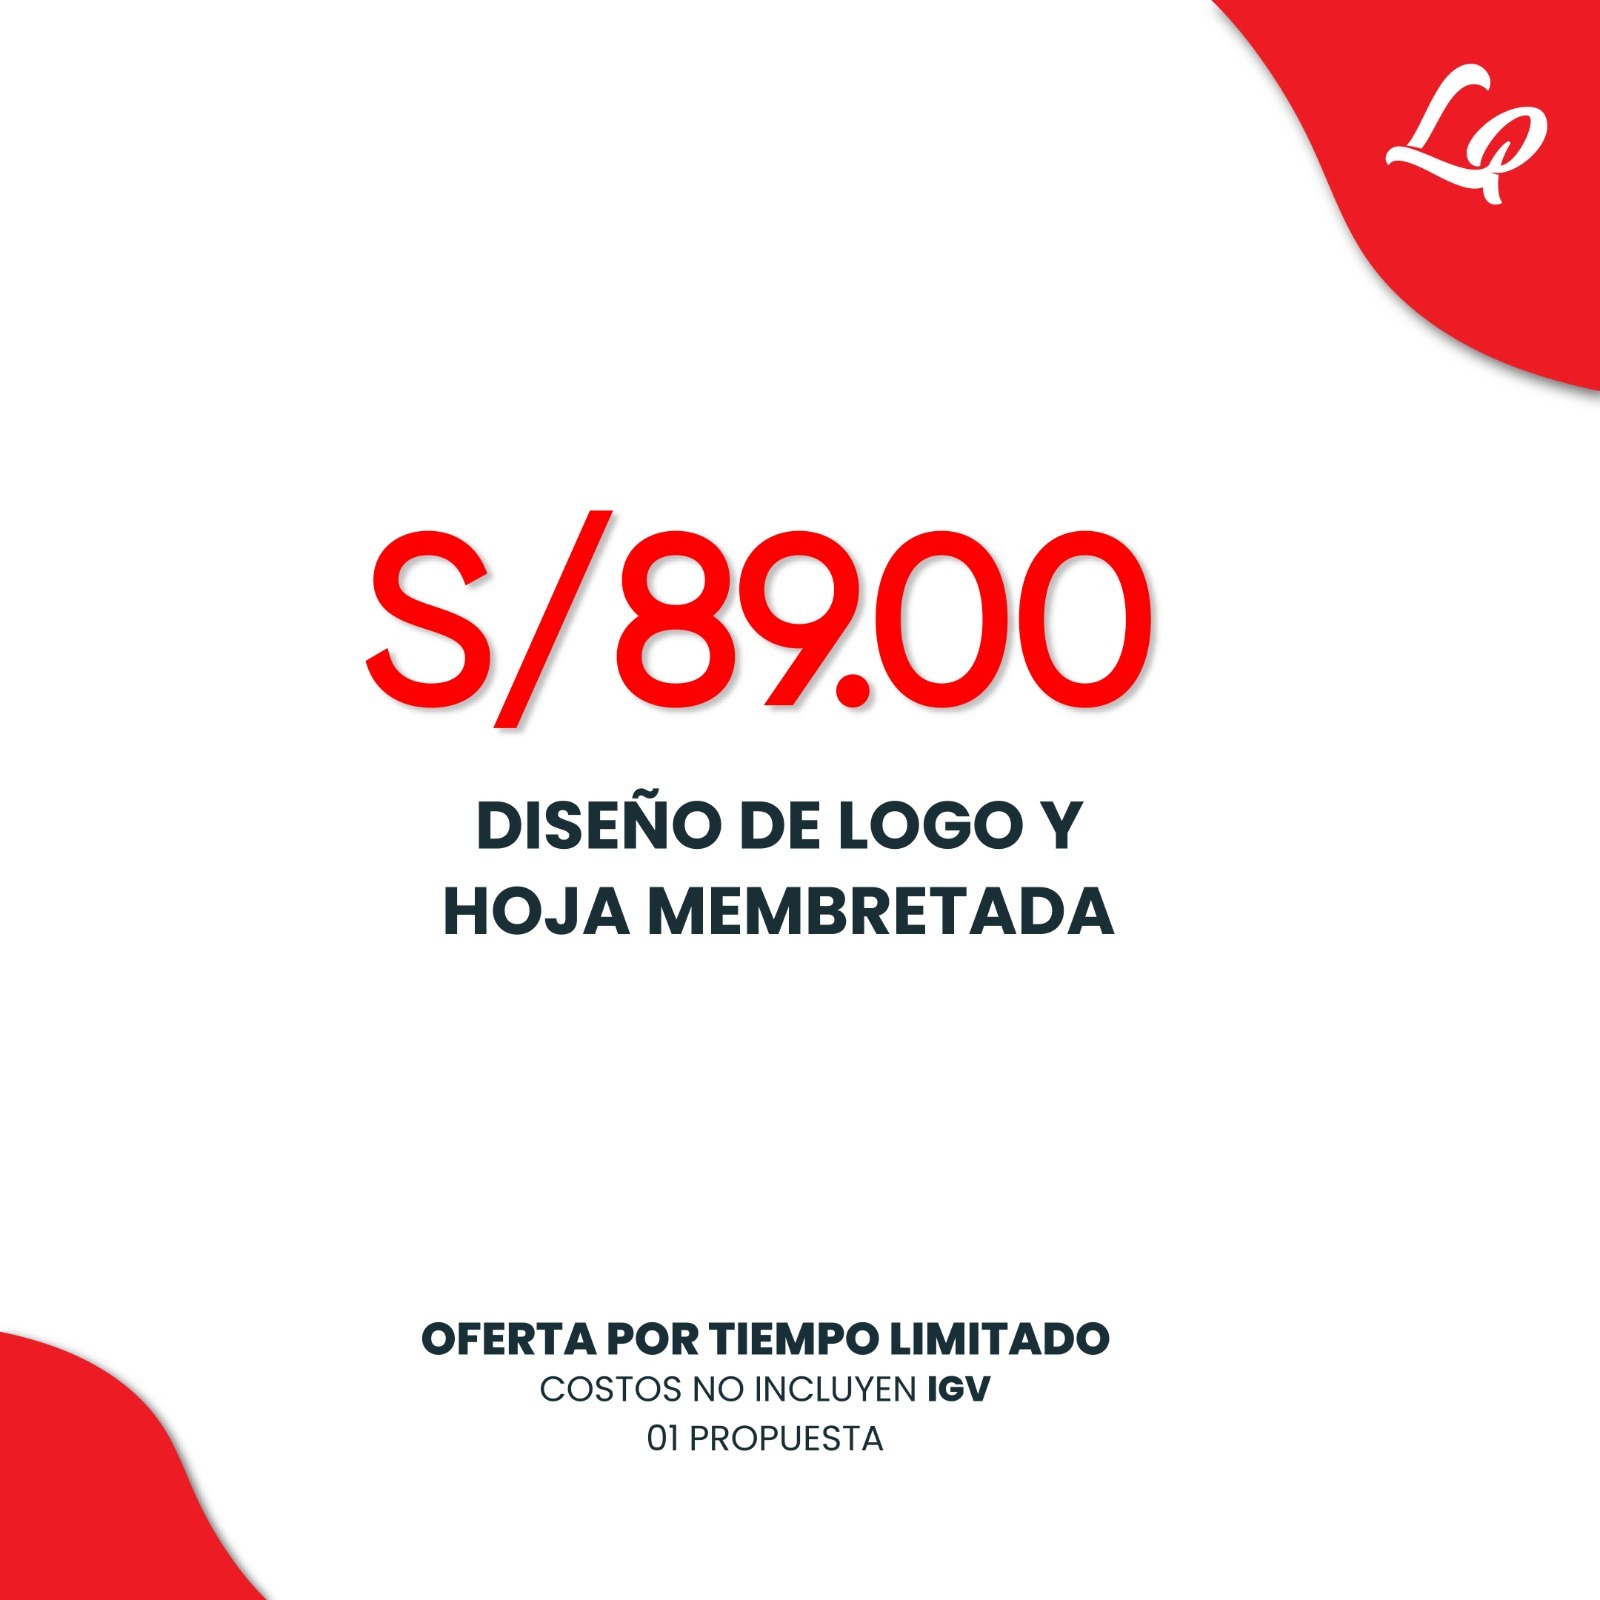 LQ
S/89.00
DISEÑO DE LOGO Y
HOJA MEMBRETADA
OFERTA POR TIEMPO LIMITADO
COSTOS NO INCLUYEN IGV
01 PROPUESTA